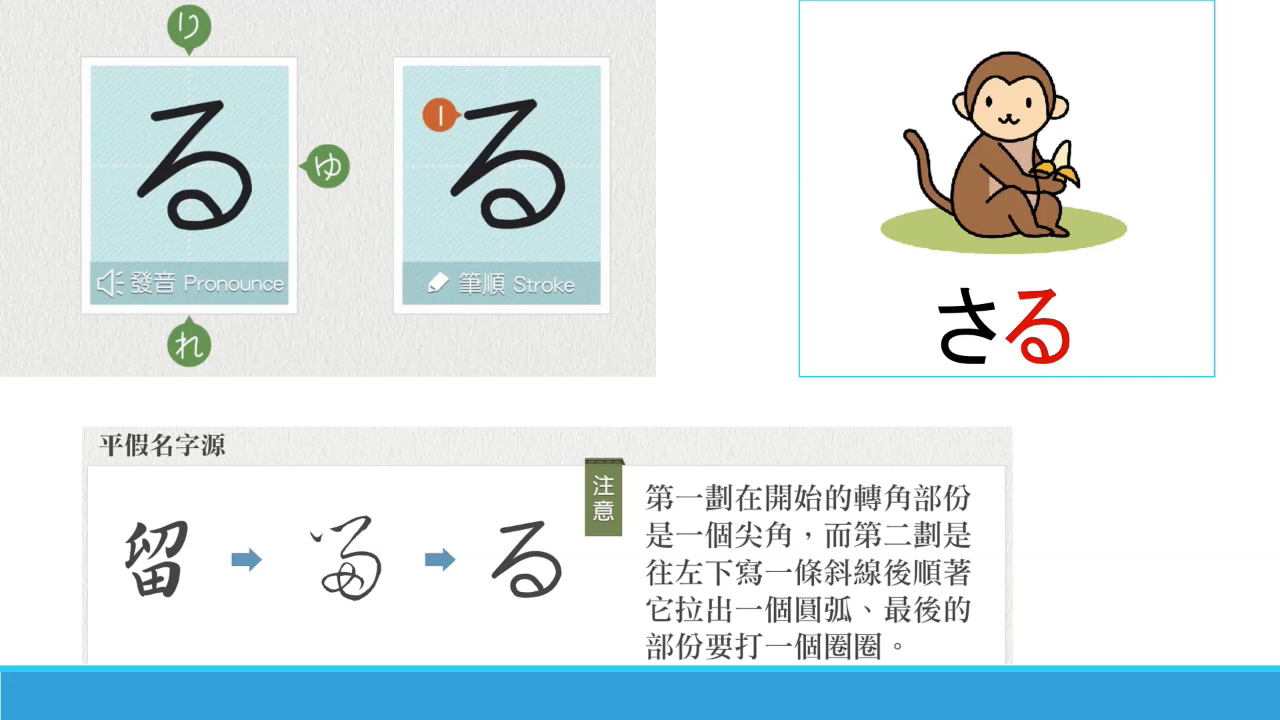 り
る
ゆ
1
る
發音 Pronounce
筆順 Stroke
れ
さる
平假名字源
留
る
注意
第一劃在開始的轉角部份
是一個尖角，而第二劃是
往左下寫一條斜線後順著
它拉出一個圓弧、最後的
部份要打一個圈圈。